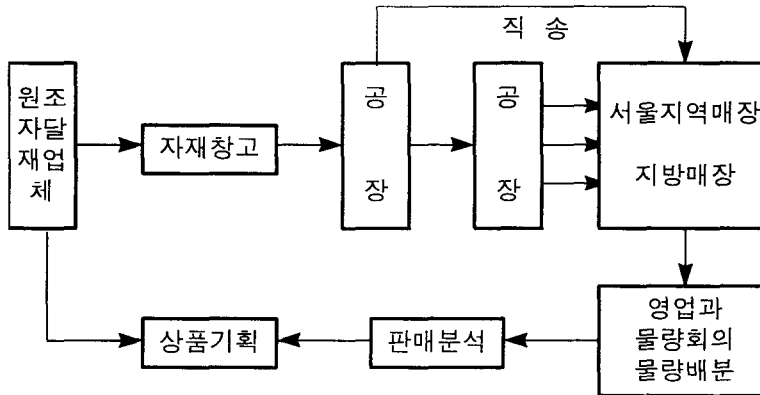 직 송
원조
자달
재업
체
자재창고
공
장
공
장
서울지역매장
지방매장
상품기획
판매분석
영업과
물량회의
물량배분